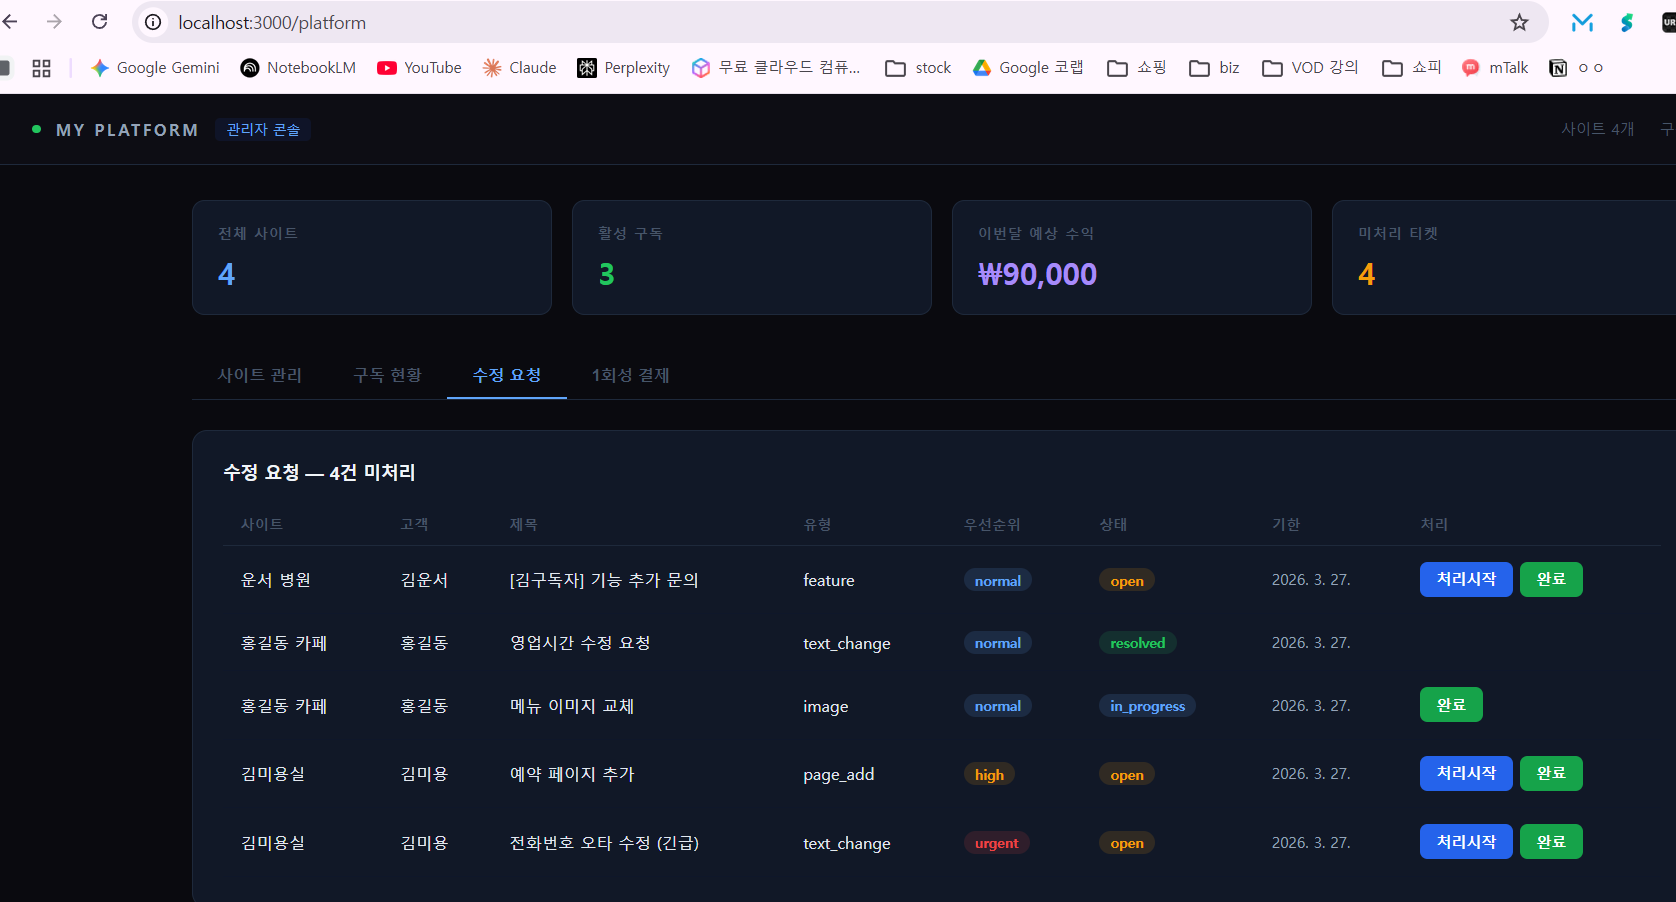 localhost:3000/platform
Google Gemini NotebookLM YouTube Claude Perplexity 무료 클라우드 컴퓨... stock Google 코랩 쇼핑 biz VOD 강의 쇼피 mTalk ㅇㅇ
MY PLATFORM 관리자 콘솔 사이트 4개 구
전체 사이트 활성 구독 이번달 예상 수익 미처리 티켓
4 3 ₩90,000 4
사이트 관리 구독 현황 수정 요청 1회성 결제
수정 요청 — 4건 미처리
사이트 고객 제목 유형 우선순위 상태 기한 처리
운서 병원 김운서 [김구독자] 기능 추가 문의 feature normal open 2026. 3. 27. 처리시작 완료
홍길동 카페 홍길동 영업시간 수정 요청 text_change normal resolved 2026. 3. 27.
홍길동 카페 홍길동 메뉴 이미지 교체 image normal in_progress 2026. 3. 27. 완료
김미용실 김미용 예약 페이지 추가 page_add high open 2026. 3. 27. 처리시작 완료
김미용실 김미용 전화번호 오타 수정 (긴급) text_change urgent open 2026. 3. 27. 처리시작 완료